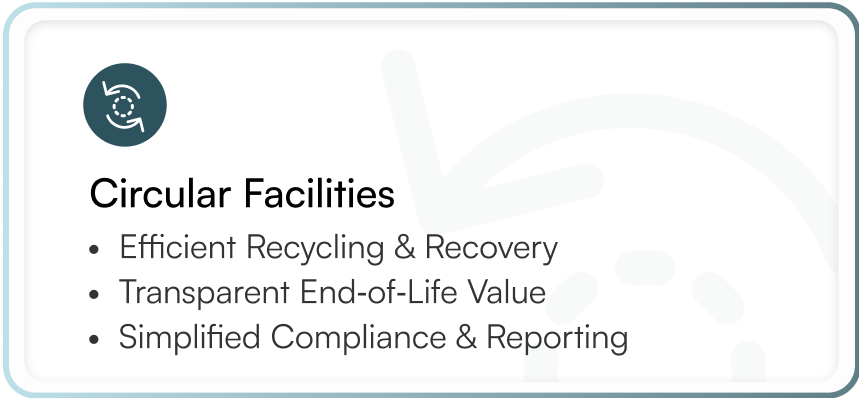 Circular Facilities
• Efficient Recycling & Recovery
• Transparent End-of-Life Value
• Simplified Compliance & Reporting